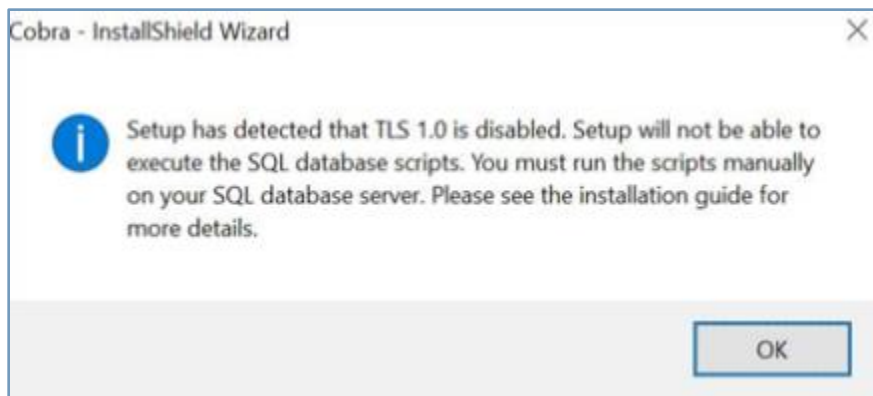 Cobra - InstallShield Wizard
Setup has detected that TLS 1.0 is disabled. Setup will not be able to
execute the SQL database scripts. You must run the scripts manually
on your SQL database server. Please see the installation guide for
more details.
OK